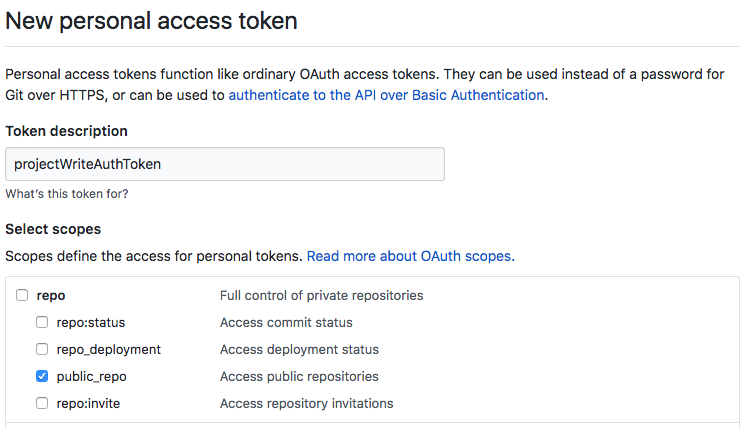 New personal access token
Personal access tokens function like ordinary OAuth access tokens. They can be used instead of a password for
Git over HTTPS, or can be used to authenticate to the API over Basic Authentication.
Token description
projectWriteAuthToken
What's this token for?
Select scopes
Scopes define the access for personal tokens. Read more about OAuth scopes.
repo Full control of private repositories
repo:status Access commit status
repo_deployment Access deployment status
public_repo Access public repositories
repo:invite Access repository invitations